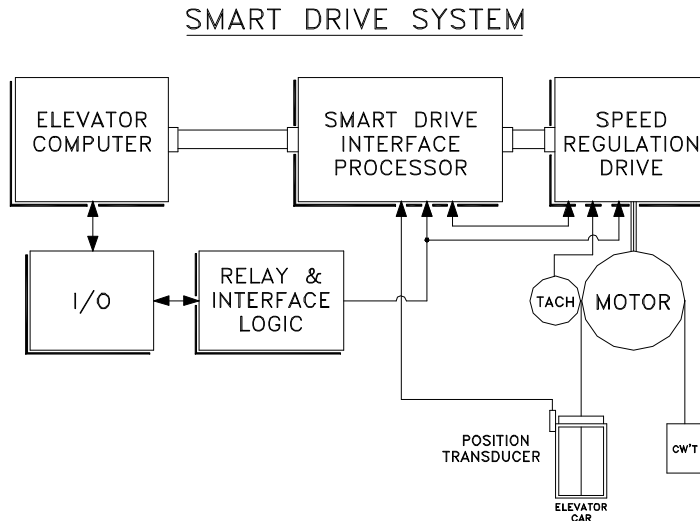 SMART DRIVE SYSTEM
ELEVATOR
COMPUTER
SMART DRIVE
INTERFACE
PROCESSOR
SPEED
REGULATION
DRIVE
I/O
RELAY &
INTERFACE
LOGIC
TACH
MOTOR
POSITION
TRANSDUCER
CW'T
ELEVATOR
CAR